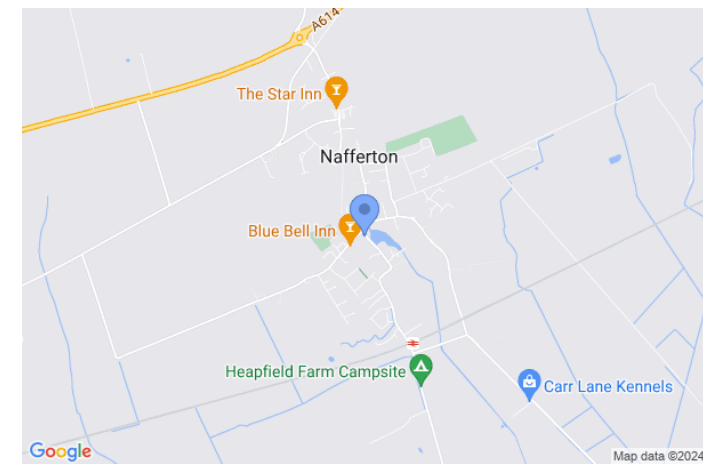 A614
The Star Inn
Nafferton
Blue Bell Inn
Heapfield Farm Campsite
Carr Lane Kennels
Google
Map data ©2024